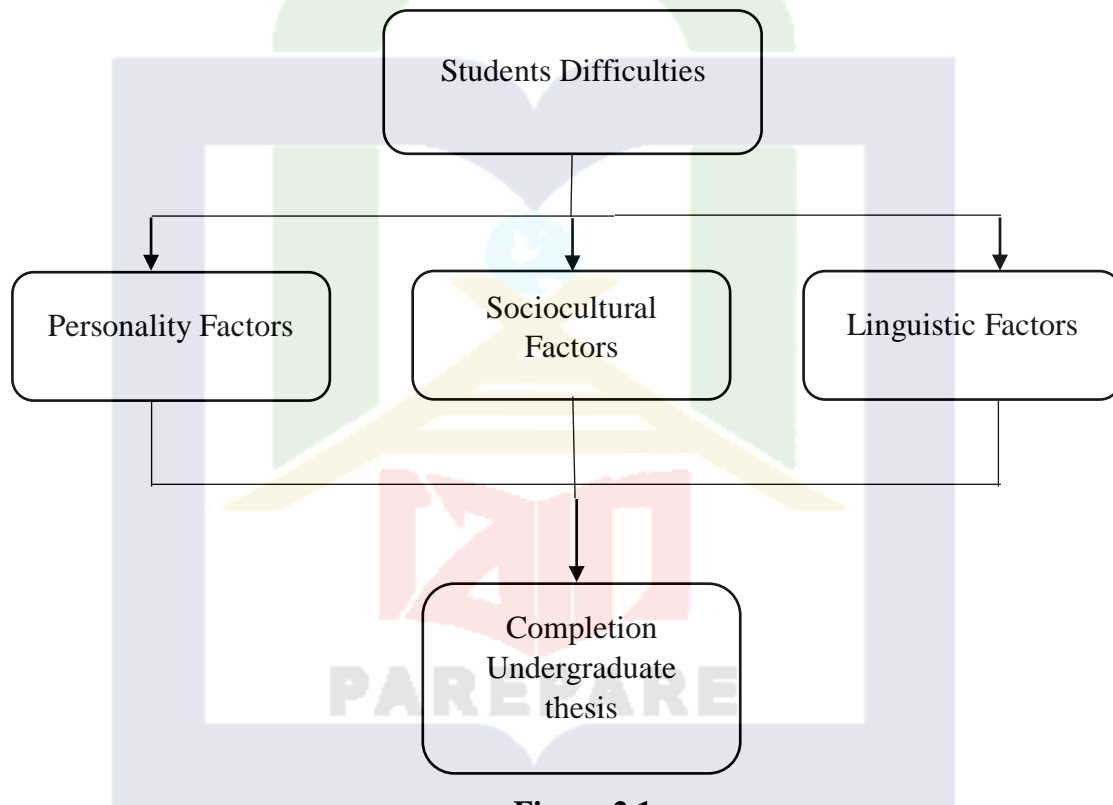 Students Difficulties
Personality Factors
Sociocultural
Factors
Linguistic Factors
Completion
Undergraduate
thesis
PAREPARE
Figure 2.1